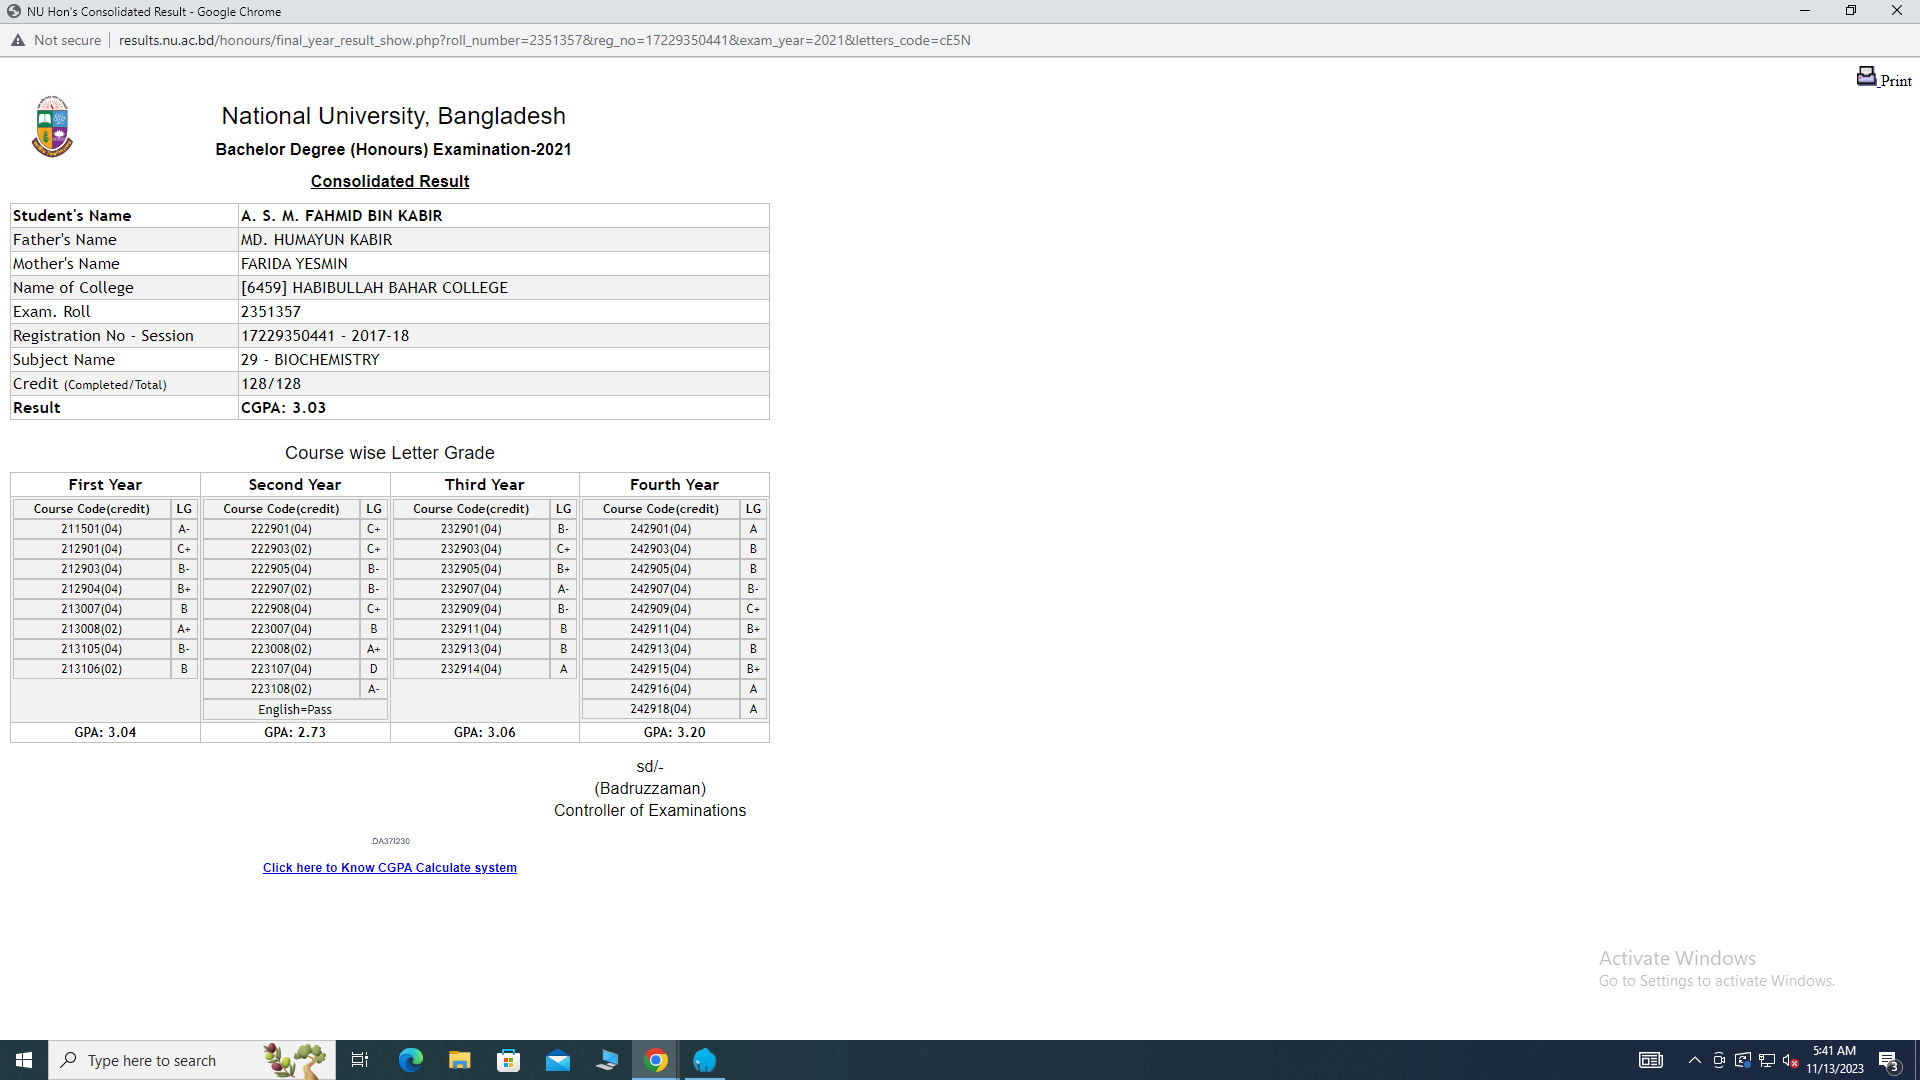 NU Hon's Consolidated Result - Google Chrome
Not secure
results.nu.ac.bd/honours/final_year_result_show.php?roll_number=2351357&reg_no=17229350441&exam_year=2021&letters_code=cE5N
Print
National University, Bangladesh
Bachelor Degree (Honours) Examination-2021
Consolidated Result
Student's Name A. S. M. FAHMID BIN KABIR
Father's Name MD. HUMAYUN KABIR
Mother's Name FARIDA YESMIN
Name of College [6459] HABIBULLAH BAHAR COLLEGE
Exam. Roll 2351357
Registration No - Session 17229350441 - 2017-18
Subject Name 29 - BIOCHEMISTRY
Credit (Completed/Total) 128/128
Result CGPA: 3.03
Course wise Letter Grade
First Year Second Year Third Year Fourth Year
Course Code(credit) LG Course Code(credit) LG Course Code(credit) LG Course Code(credit) LG
211501(04) A- 222901(04) C+ 232901(04) B- 242901(04) A
212901(04) C+ 222903(02) C+ 232903(04) C+ 242903(04) B
212903(04) B- 222905(04) B- 232905(04) B+ 242905(04) B
212904(04) B+ 222907(02) B- 232907(04) A- 242907(04) B-
213007(04) B 222908(04) C+ 232909(04) B- 242909(04) C+
213008(02) A+ 223007(04) B 232911(04) B 242911(04) B+
213105(04) B- 223008(02) A+ 232913(04) B 242913(04) B
213106(02) B 223107(04) D 232914(04) A 242915(04) B+
223108(02) A- 242916(04) A
English=Pass 242918(04) A
GPA: 3.04 GPA: 2.73 GPA: 3.06 GPA: 3.20
sd/-
(Badruzzaman)
Controller of Examinations
.DA37I230
Click here to Know CGPA Calculate system
Activate Windows
Go to Settings to activate Windows.
Type here to search
5:41 AM
11/13/2023
3